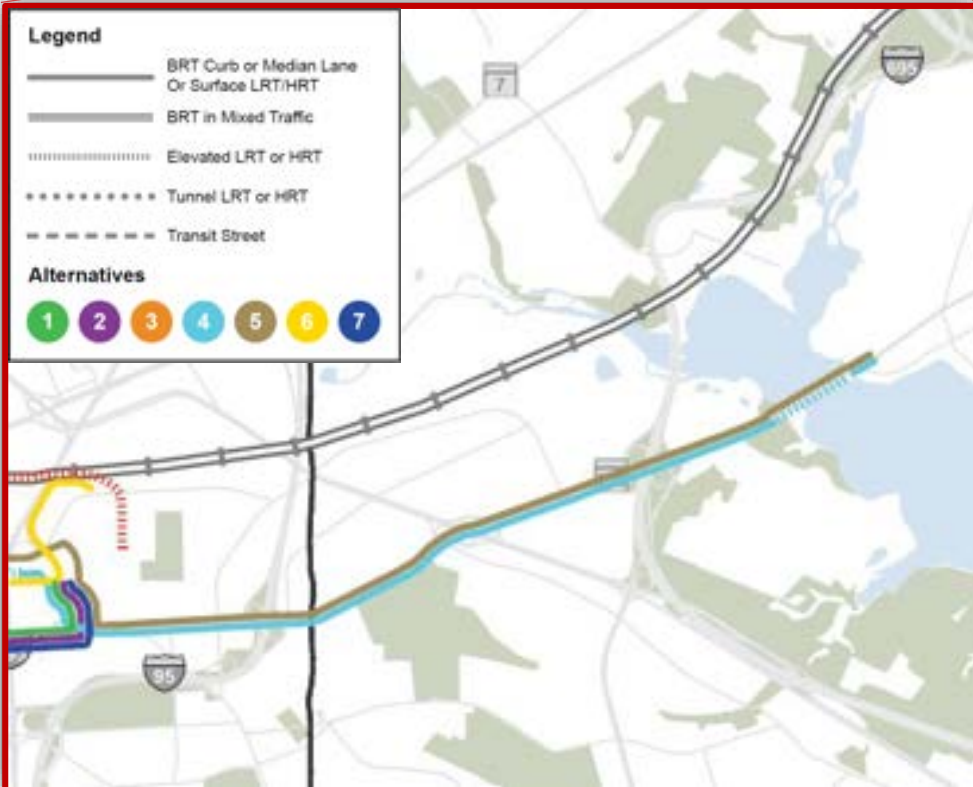 Legend
BRT Curb or Median Lane
Or Surface LRT/HRT
BRT in Mixed Traffic
Elevated LRT or HRT
Tunnel LRT or HRT
Transit Street
Alternatives
1 2 3 4 5 6 7
7
95
95